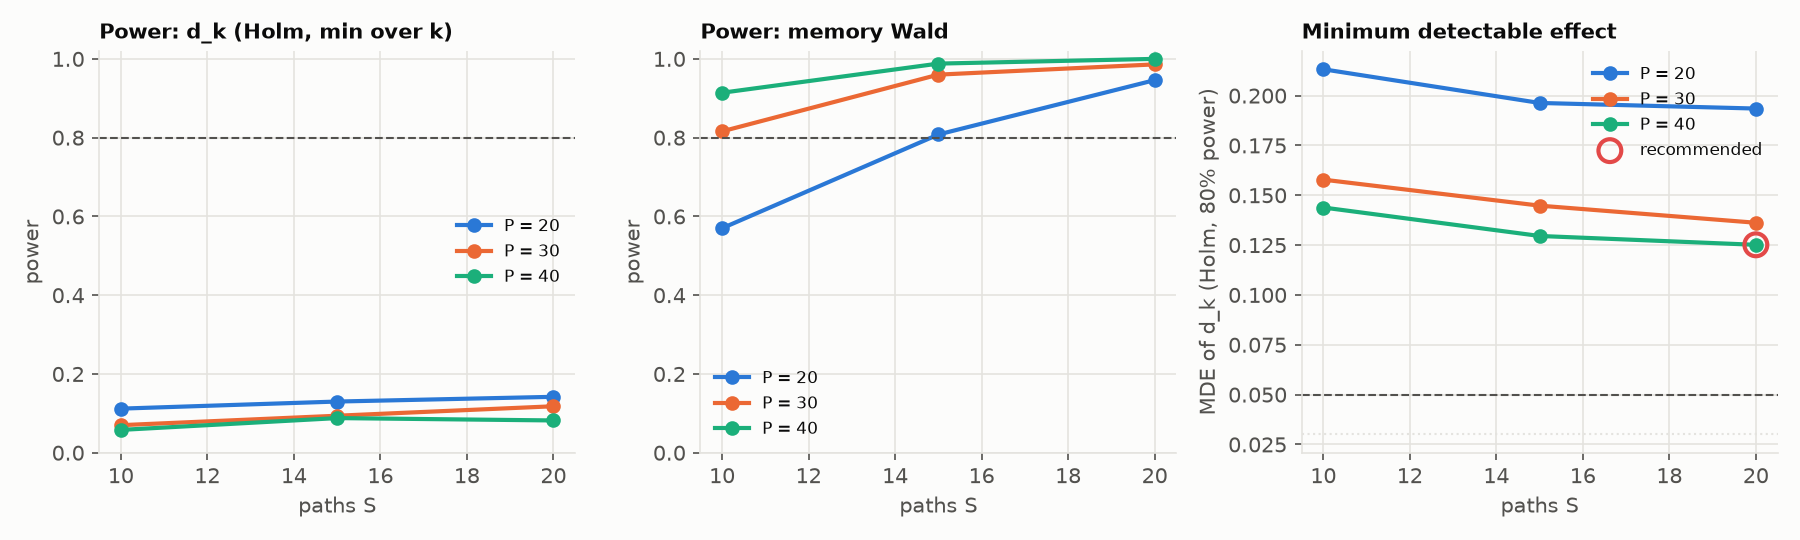 Power: d_k (Holm, min over k)
1.0
0.8
0.6
0.4
0.2
0.0
power
P = 20
P = 30
P = 40
10 12 14 16 18 20
paths S
Power: memory Wald
1.0
0.8
0.6
0.4
0.2
0.0
power
P = 20
P = 30
P = 40
10 12 14 16 18 20
paths S
Minimum detectable effect
0.200
0.175
0.150
0.125
0.100
0.075
0.050
0.025
MDE of d_k (Holm, 80% power)
P = 20
P = 30
P = 40
recommended
10 12 14 16 18 20
paths S